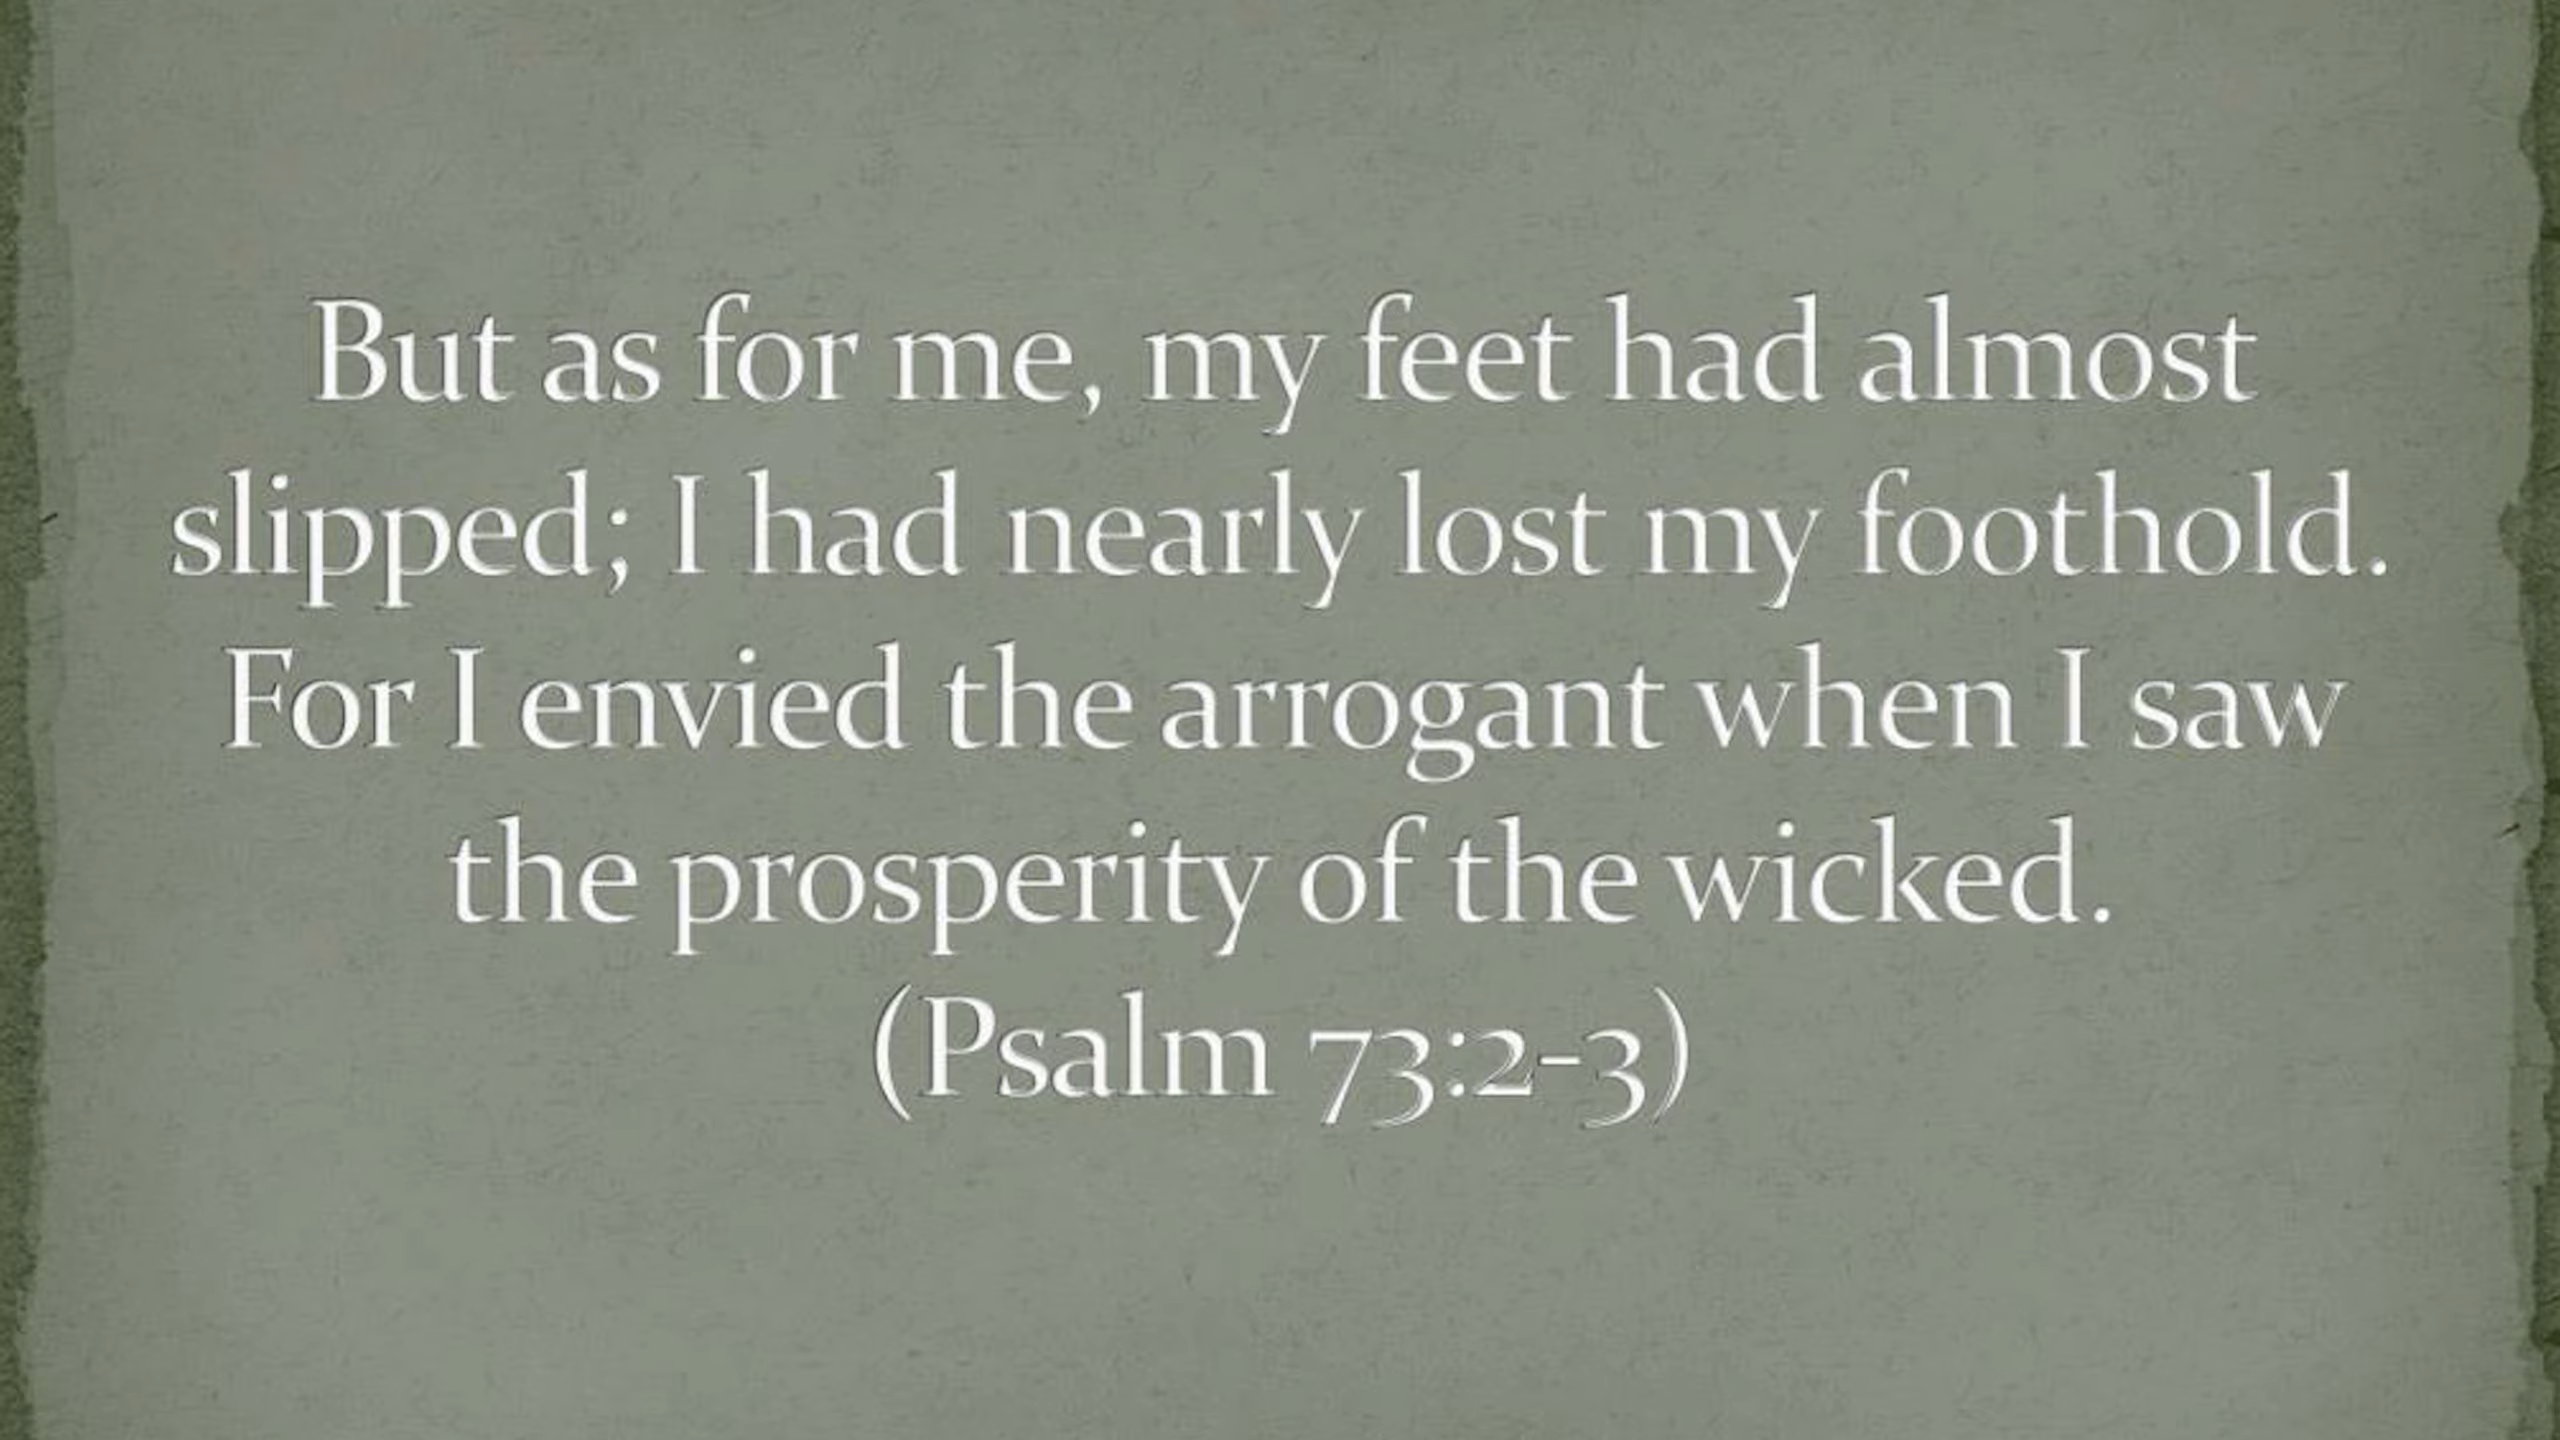 But as for me, my feet had almost
slipped; I had nearly lost my foothold.
For I envied the arrogant when I saw
the prosperity of the wicked.
(Psalm 73:2-3)